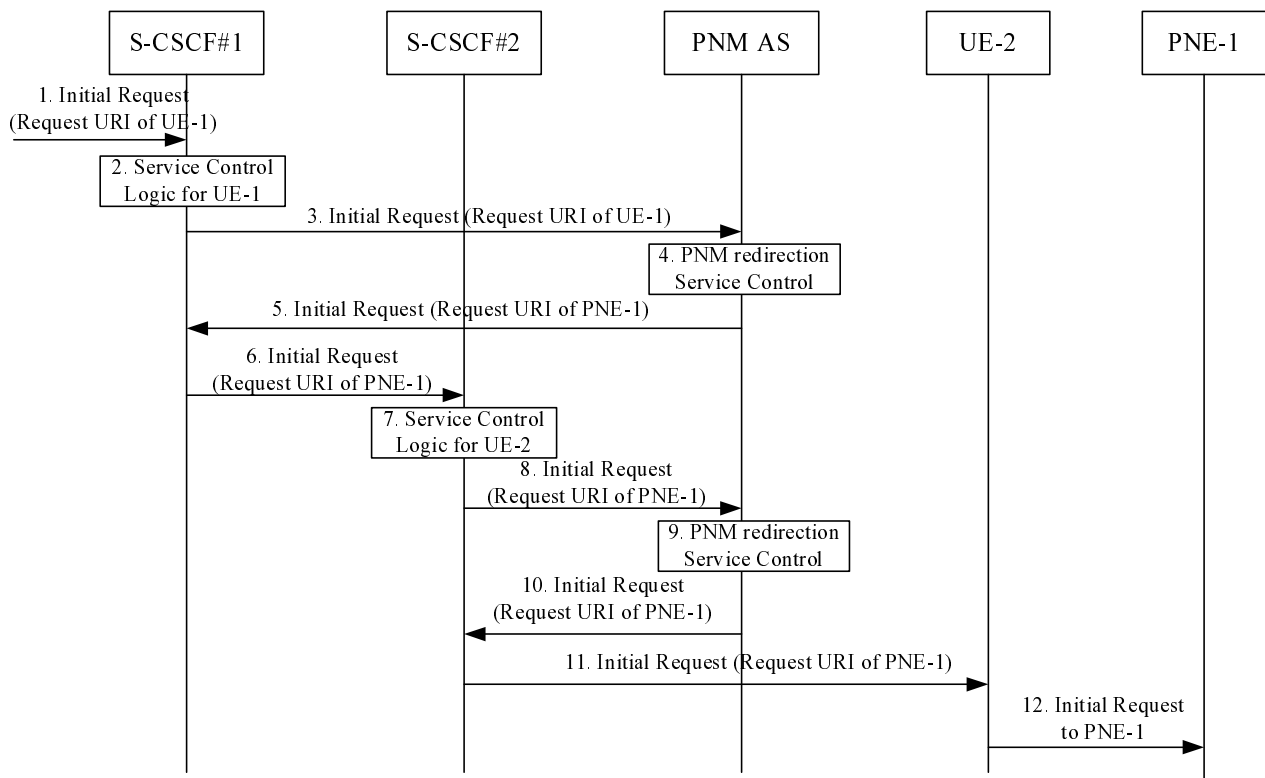 S-CSCF#1
S-CSCF#2
PNM AS
UE-2
PNE-1
1. Initial Request
(Request URI of UE-1)
2. Service Control
Logic for UE-1
3. Initial Request (Request URI of UE-1)
4. PNM redirection
Service Control
5. Initial Request (Request URI of PNE-1)
6. Initial Request
(Request URI of PNE-1)
7. Service Control
Logic for UE-2
8. Initial Request
(Request URI of PNE-1)
9. PNM redirection
Service Control
10. Initial Request
(Request URI of PNE-1)
11. Initial Request (Request URI of PNE-1)
12. Initial Request
to PNE-1